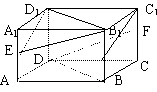 D₁ C₁
A₁ B₁ F
E D
A B C